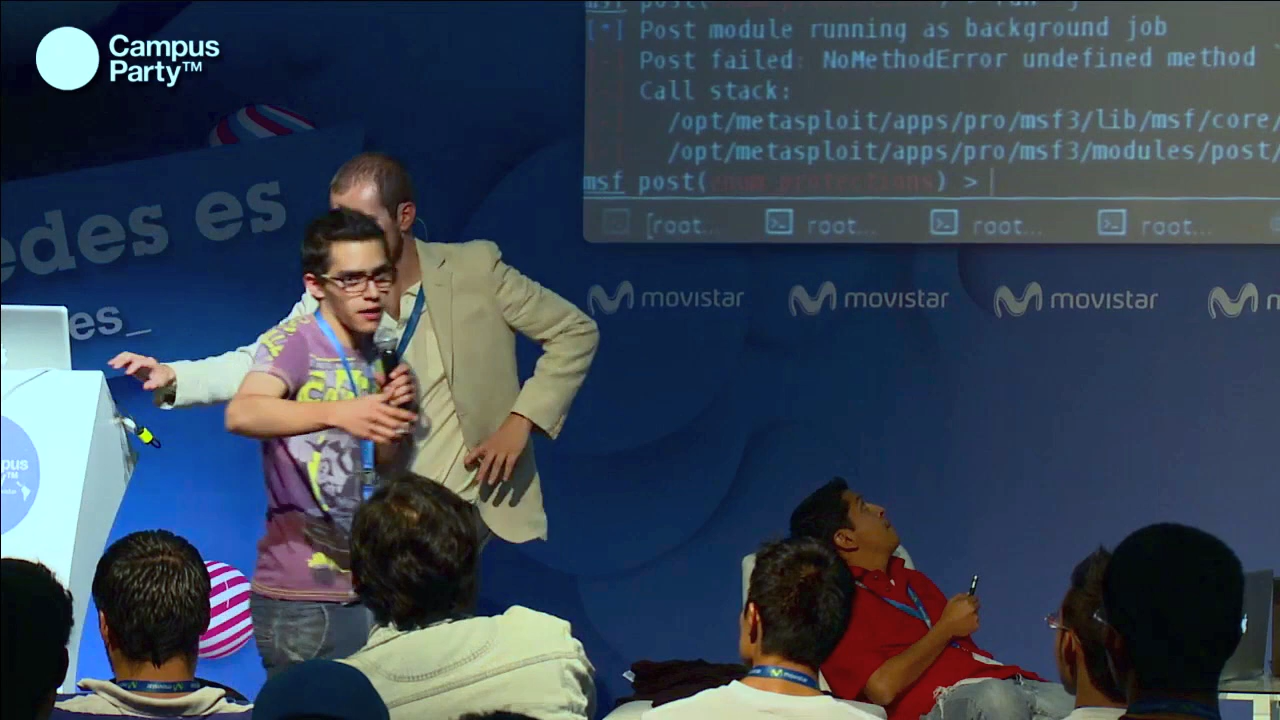 Campus
Party™
[*] Post module running as background job
Post failed: NoMethodError undefined method `
Call stack:
/opt/metasploit/apps/pro/msf3/lib/msf/core/
/opt/metasploit/apps/pro/msf3/modules/post/
msf post(enum_protections) >
[root... root... root... root...
edes es
es_
movistar movistar movistar m
pus